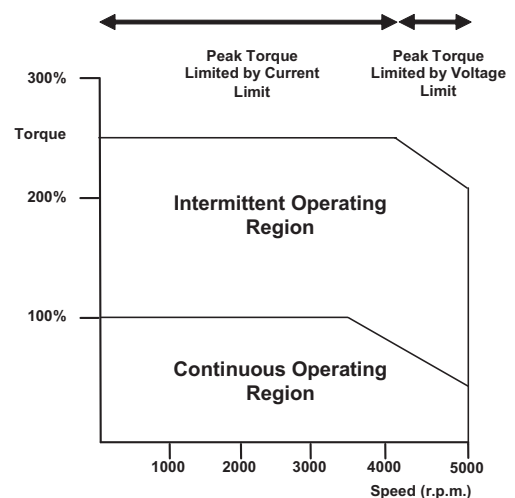 Peak Torque
Limited by Current
Limit
Peak Torque
Limited by Voltage
Limit
300%
Torque
200%
Intermittent Operating
Region
100%
Continuous Operating
Region
1000 2000 3000 4000 5000
Speed (r.p.m.)